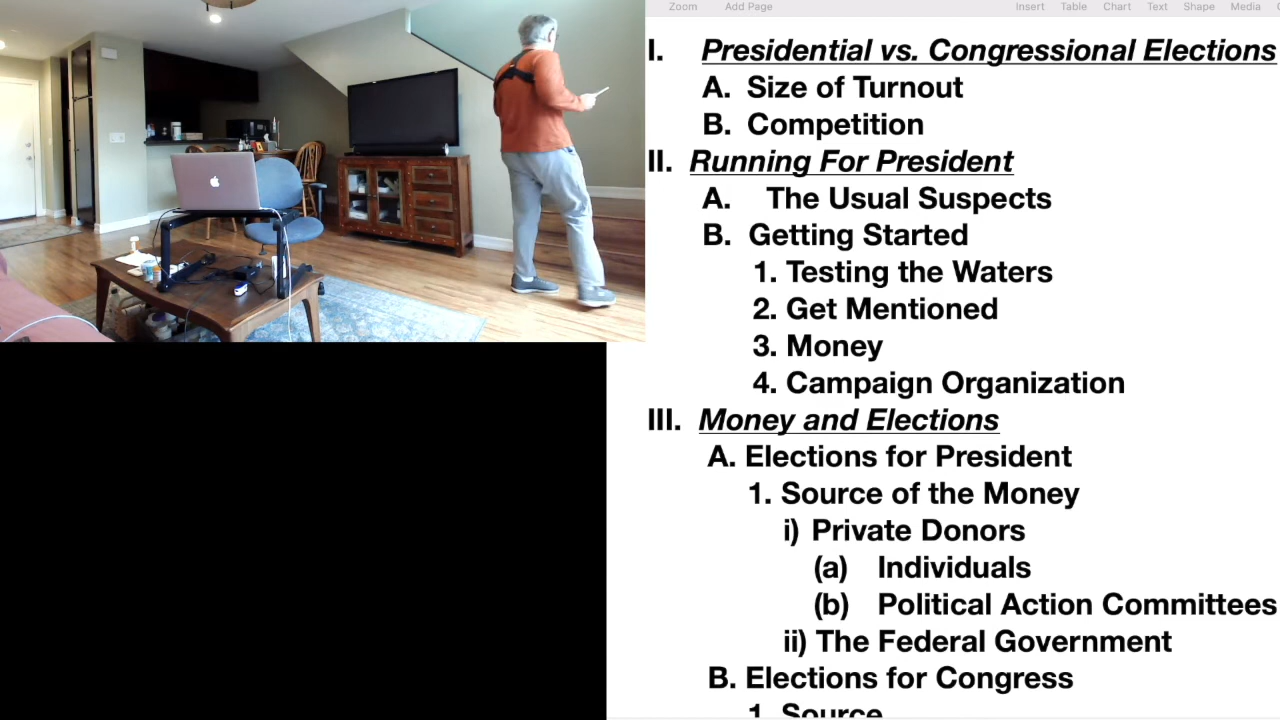 Zoom Add Page Insert Table Chart Text Shape Media
I. Presidential vs. Congressional Elections
A. Size of Turnout
B. Competition
II. Running For President
A. The Usual Suspects
B. Getting Started
1. Testing the Waters
2. Get Mentioned
3. Money
4. Campaign Organization
III. Money and Elections
A. Elections for President
1. Source of the Money
i) Private Donors
(a) Individuals
(b) Political Action Committees
ii) The Federal Government
B. Elections for Congress
1. Source